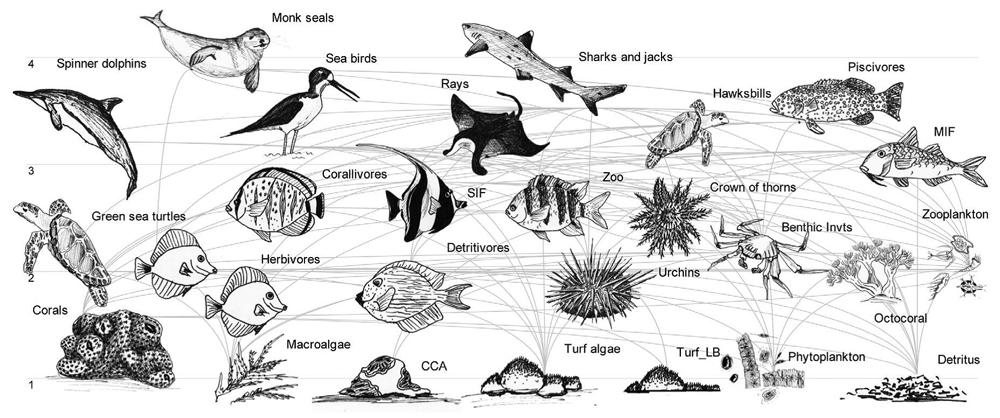 Monk seals
4
Spinner dolphins
Sea birds
Sharks and jacks
Piscivores
Rays
Hawksbills
MIF
3
Corallivores
SIF
Zoo
Crown of thorns
Green sea turtles
Zooplankton
Benthic Invts
Detritivores
Herbivores
Urchins
2
Corals
Octocoral
Macroalgae
CCA
Turf algae
Turf_LB
Phytoplankton
Detritus
1